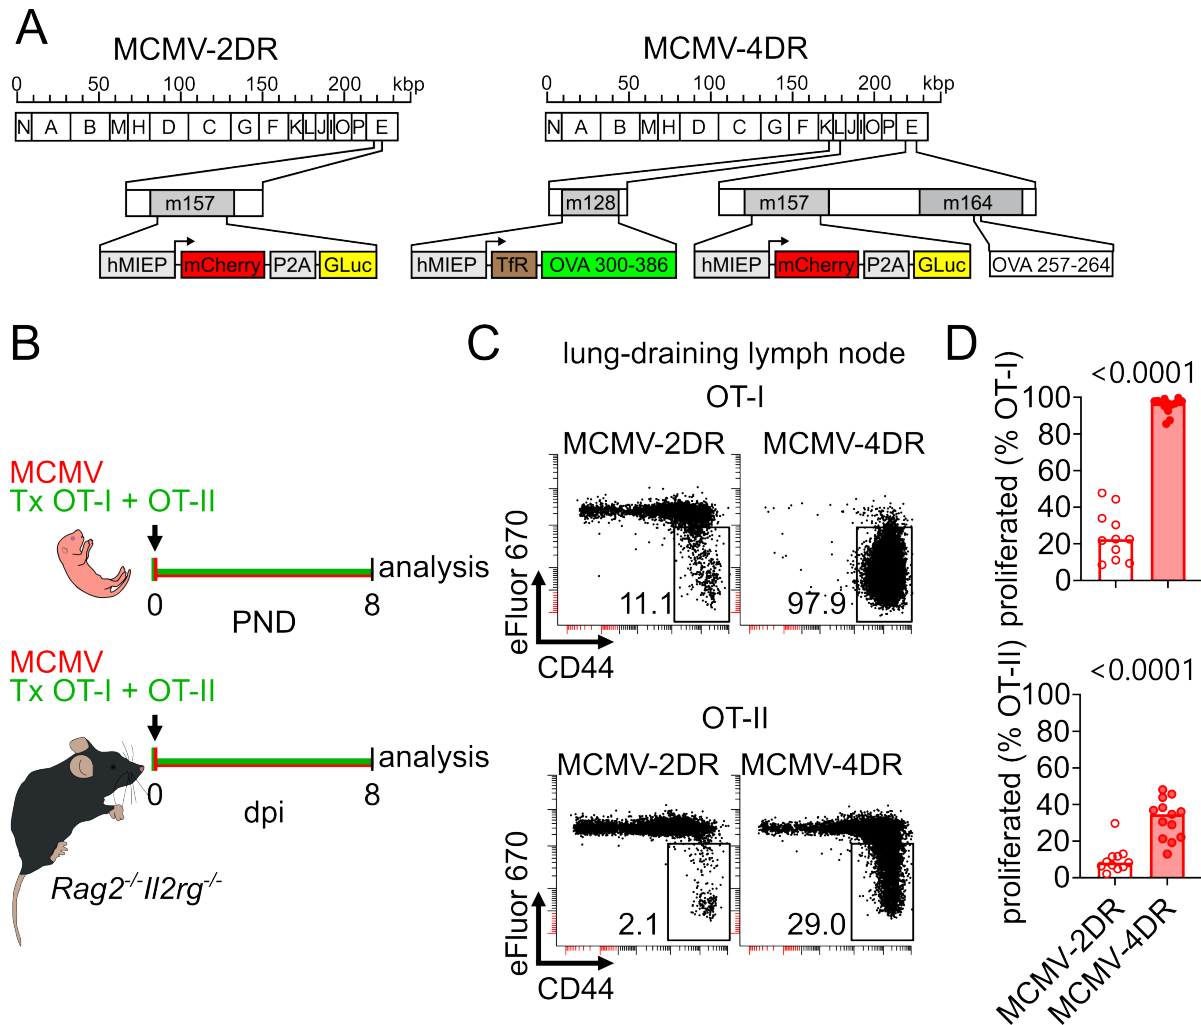 A
MCMV-2DR
0 50 100 150 200 kbp
N A B M H D C G F K L J I O P E
m157
hMIEP mCherry P2A GLuc
MCMV-4DR
0 50 100 150 200 kbp
N A B M H D C G F K L J I O P E
m128 m157 m164
hMIEP TfR OVA 300-386 hMIEP mCherry P2A GLuc OVA 257-264
B
MCMV
Tx OT-I + OT-II
analysis
0 8
PND
MCMV
Tx OT-I + OT-II
analysis
0 8
dpi
Rag2-/-Il2rg-/-
C
lung-draining lymph node
OT-I
MCMV-2DR MCMV-4DR
11.1 97.9
eFluor 670
CD44
OT-II
MCMV-2DR MCMV-4DR
2.1 29.0
eFluor 670
CD44
D
<0.0001
proliferated (% OT-I)
100
80
60
40
20
0
<0.0001
proliferated (% OT-II)
100
80
60
40
20
0
MCMV-2DR
MCMV-4DR